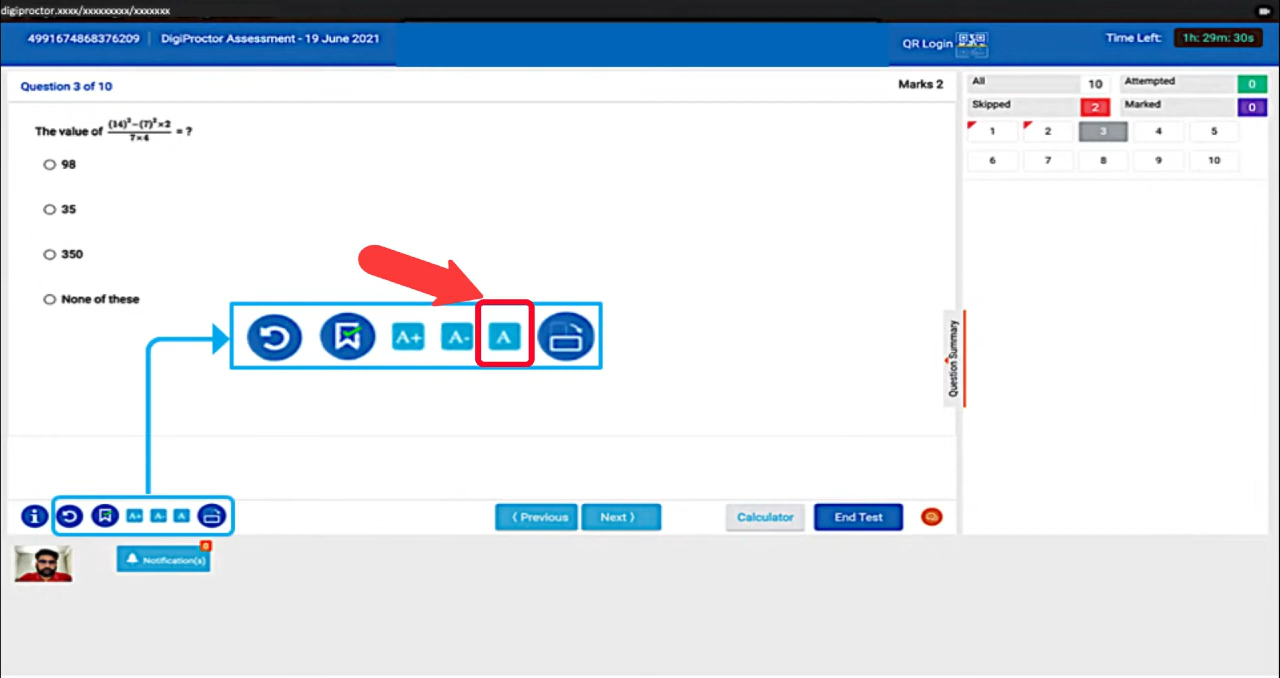 digiproctor.xxxx/xxxxxxxxx/xxxxxxx
4991674868376209 | DigiProctor Assessment - 19 June 2021
QR Login
Time Left: 1h: 29m: 30s
Question 3 of 10
Marks 2
The value of (14)³−(7)³×2 / 7×4 = ?
98
35
350
None of these
A+ A- A
All 10 Attempted 0
Skipped 2 Marked 0
1 2 3 4 5
6 7 8 9 10
Question Summary
i A+ A- A
⟨ Previous
Next ⟩
Calculator
End Test
Notification(s) 0